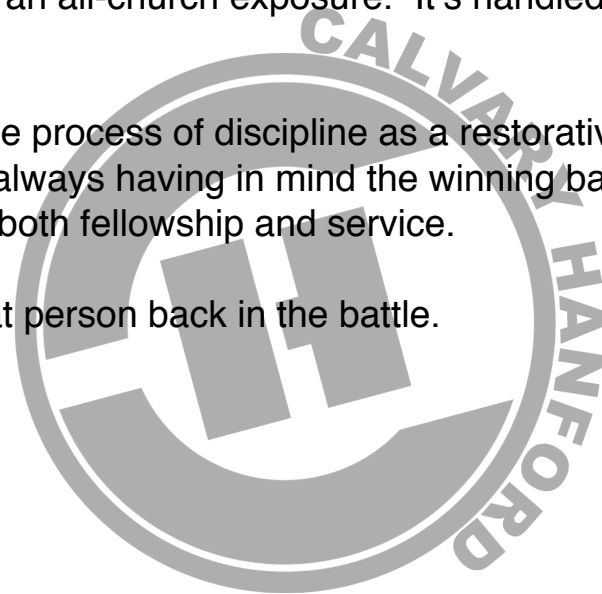 an all-church exposure. It's handled
e process of discipline as a restorativ
always having in mind the winning ba
both fellowship and service.
at person back in the battle.
CALVARY HANFORD